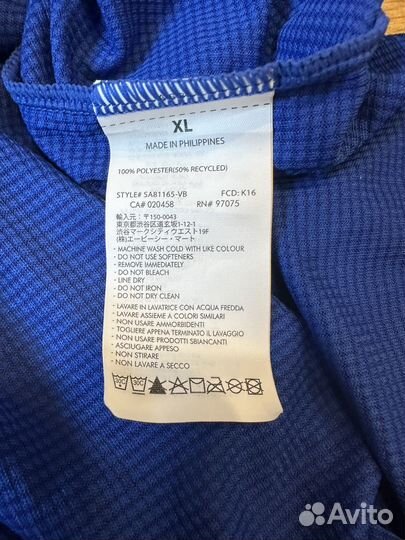 XL
MADE IN PHILIPPINES
100% POLYESTER(50% RECYCLED)
STYLE# SA81165-VB FCD: K16
CA# 020458 RN# 97075
輸入元：〒150-0043
東京都渋谷区道玄坂1-12-1
渋谷マークシティウエスト19F
(株)エービーシー・マート
- MACHINE WASH COLD WITH LIKE COLOUR
- DO NOT USE SOFTENERS
- REMOVE IMMEDIATELY
- DO NOT BLEACH
- LINE DRY
- DO NOT IRON
- DO NOT DRY CLEAN
- LAVARE IN LAVATRICE CON ACQUA FREDDA
- LAVARE ASSIEME A COLORI SIMILARI
- NON USARE AMMORBIDENTI
- TOGLIERE APPENA TERMINATO IL LAVAGGIO
- NON USARE PRODOTTI SBIANCANTI
- ASCIUGARE APPESO
- NON STIRARE
- NON LAVARE A SECCO
Avito